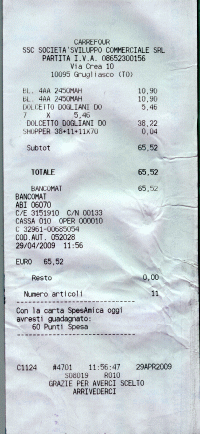 CARREFOUR
SSC SOCIETA'SVILUPPO COMMERCIALE SRL
PARTITA I.V.A. 08652300156
Via Crea 10
10095 Grugliasco (TO)
BL. 4AA 2450MAH 10,90
BL. 4AA 2450MAH 10,90
DOLCETTO DOGLIANI DO 5,46
7 X 5,46
DOLCETTO DOGLIANI DO 38,22
SHOPPER 38+11+11X70 0,04
Subtot 65,52
TOTALE 65,52
BANCOMAT 65,52
BANCOMAT
ABI 06070
C/E 3151910 C/N 00133
CASSA 010 OPER 000010
C 32961-00685054
COD.AUT. 052028
29/04/2009 11:56
EURO 65,52
Resto 0,00
Numero articoli 11
Con la carta SpesAmica oggi
avresti guadagnato:
60 Punti Spesa
C1124 #4701 11:56:47 29APR2009
S08019 R010
GRAZIE PER AVERCI SCELTO
ARRIVEDERCI